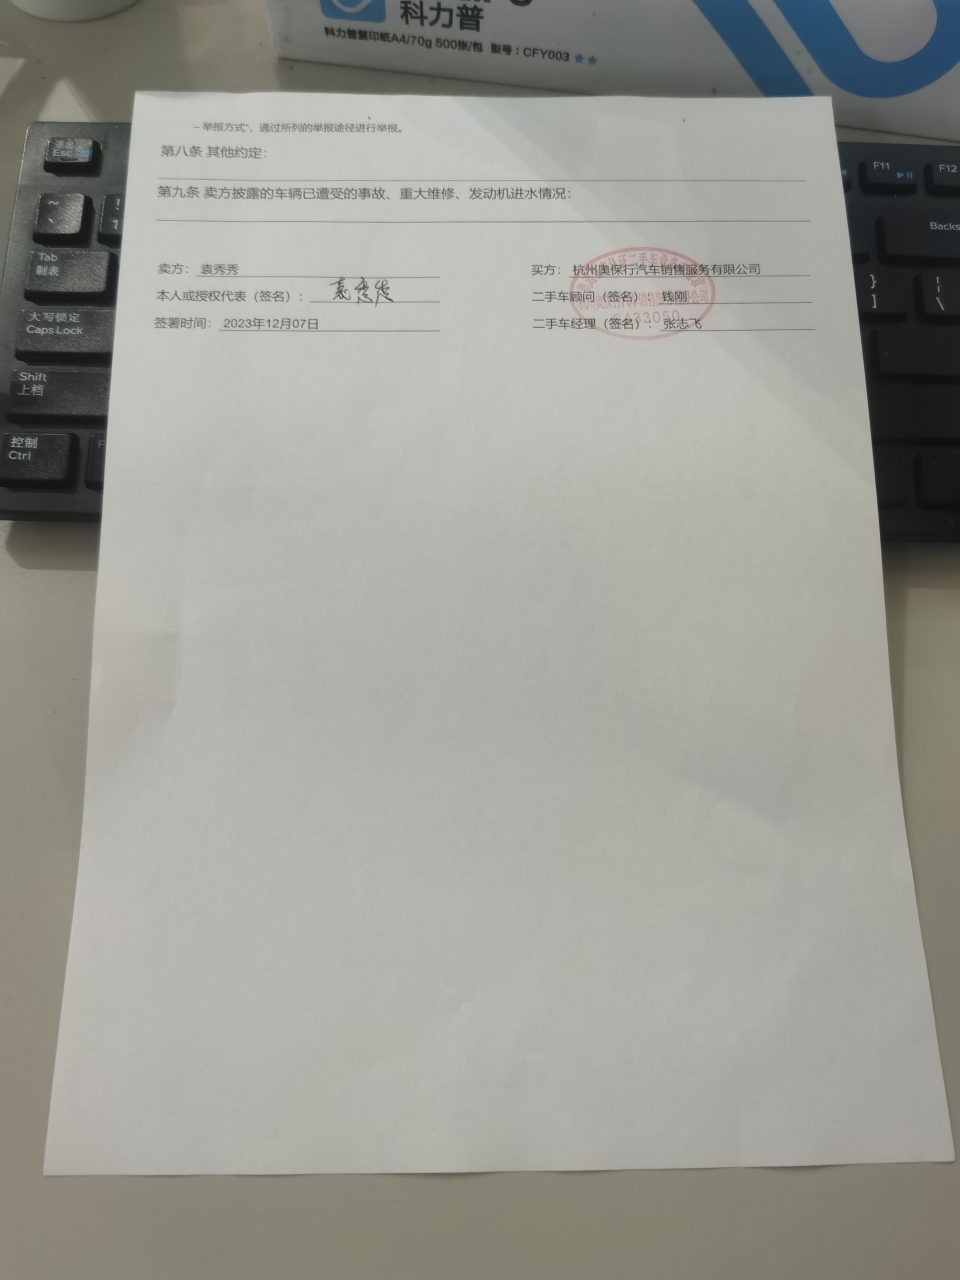 科力普
科力普复印纸A4/70g 500张/包 型号：CFY003
– 举报方式”，通过所列的举报途径进行举报。
第八条 其他约定：
第九条 卖方披露的车辆已遭受的事故、重大维修、发动机进水情况：
卖方： 袁秀秀
买方： 杭州奥保行汽车销售服务有限公司
本人或授权代表（签名）： 袁秀秀
二手车顾问（签名） 钱刚
签署时间： 2023年12月07日
二手车经理（签名）： 张志飞
8433050
退出
Esc
F11
F12
~
、
!
1
Backs
Tab
制表
}
]
¦
\
大写锁定
Caps Lock
Shift
上档
控制
Ctrl
F